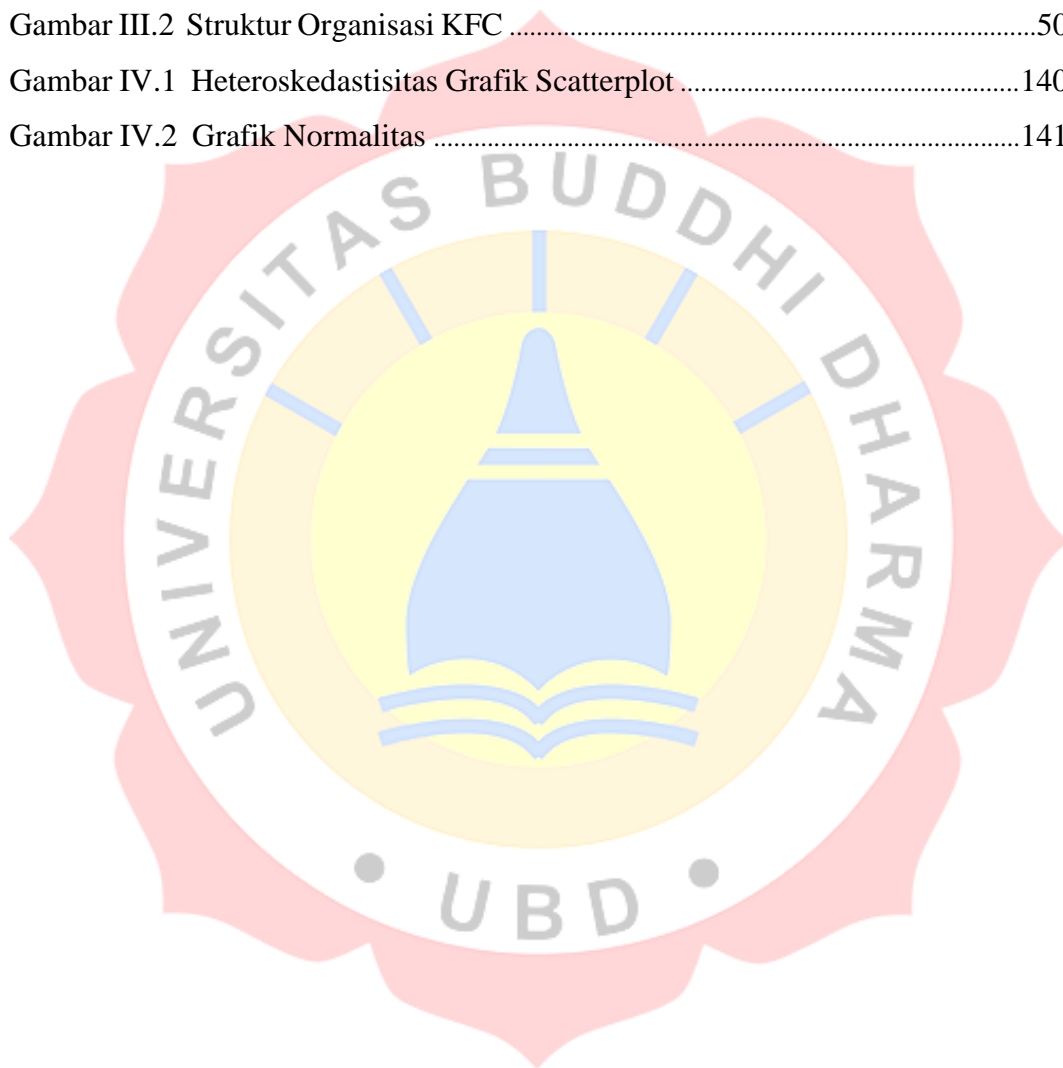 Gambar III.2 Struktur Organisasi KFC ....................................................................................50
Gambar IV.1 Heteroskedastisitas Grafik Scatterplot ......................................................140
Gambar IV.2 Grafik Normalitas ..............................................................................................141
UNIVERSITAS BUDDHI DHARMA
• UBD •